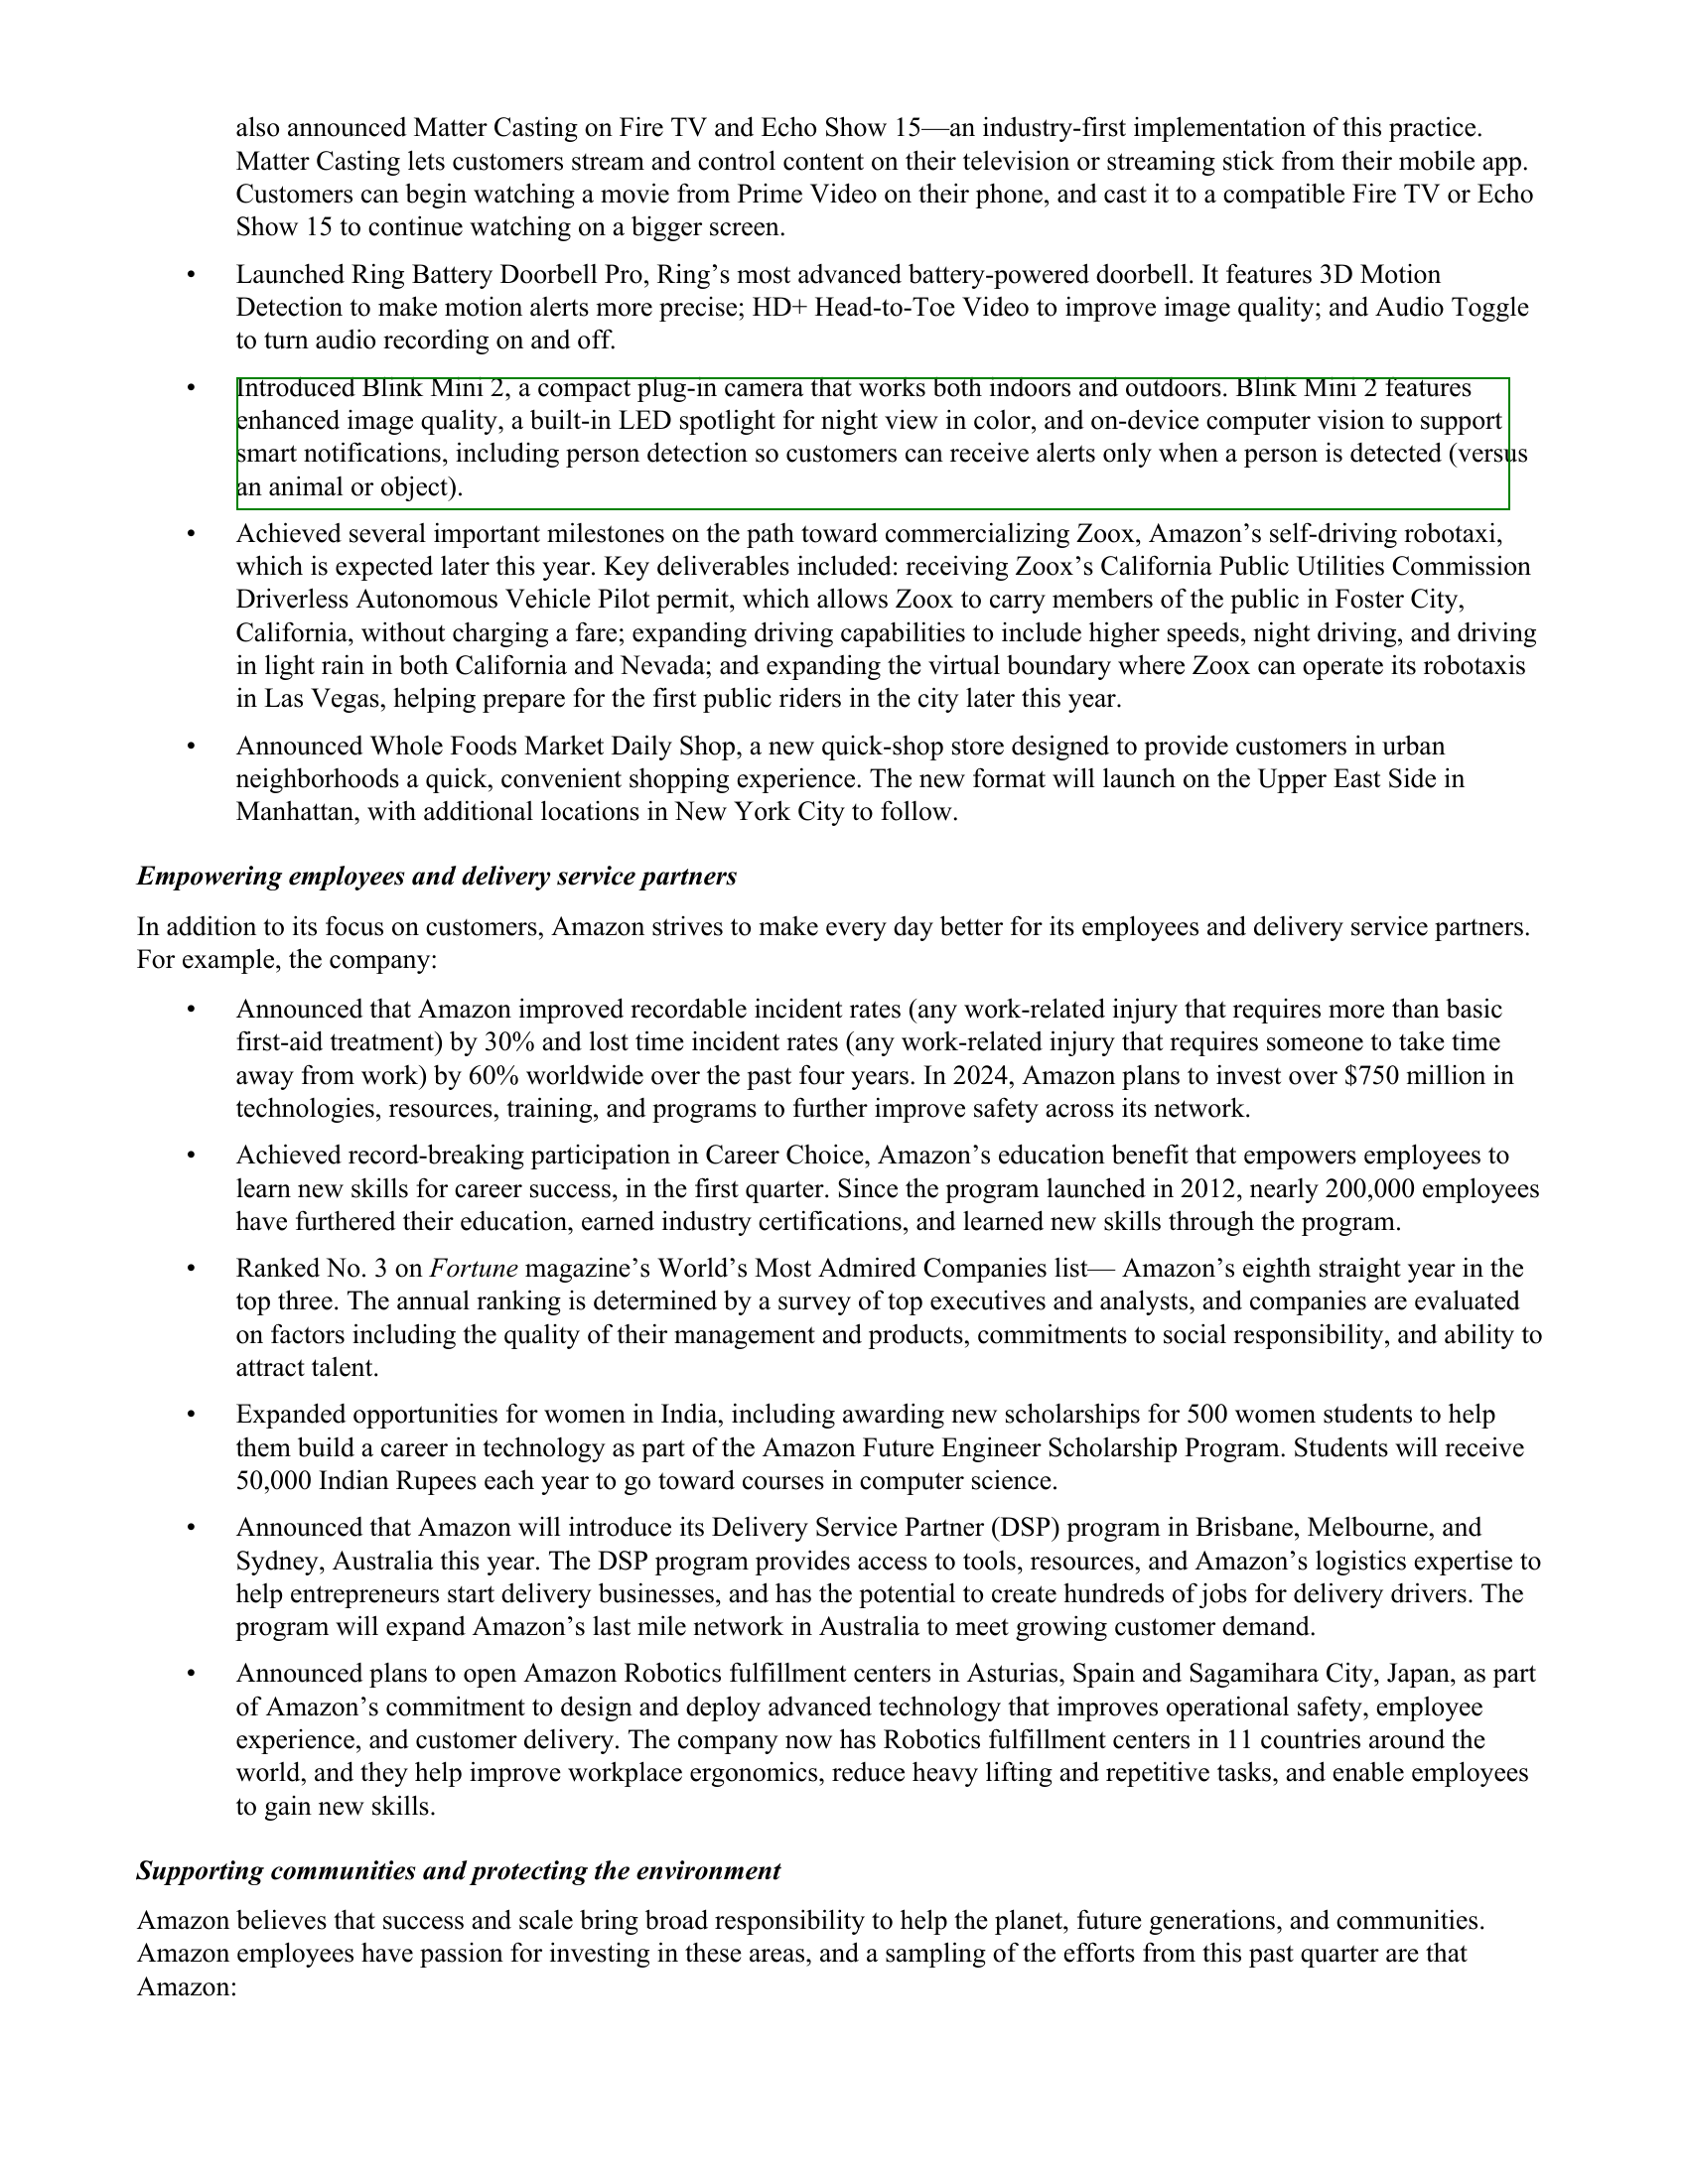 also announced Matter Casting on Fire TV and Echo Show 15—an industry-first implementation of this practice.
Matter Casting lets customers stream and control content on their television or streaming stick from their mobile app.
Customers can begin watching a movie from Prime Video on their phone, and cast it to a compatible Fire TV or Echo
Show 15 to continue watching on a bigger screen.
• Launched Ring Battery Doorbell Pro, Ring’s most advanced battery-powered doorbell. It features 3D Motion
Detection to make motion alerts more precise; HD+ Head-to-Toe Video to improve image quality; and Audio Toggle
to turn audio recording on and off.
• Introduced Blink Mini 2, a compact plug-in camera that works both indoors and outdoors. Blink Mini 2 features
enhanced image quality, a built-in LED spotlight for night view in color, and on-device computer vision to support
smart notifications, including person detection so customers can receive alerts only when a person is detected (versus
an animal or object).
• Achieved several important milestones on the path toward commercializing Zoox, Amazon’s self-driving robotaxi,
which is expected later this year. Key deliverables included: receiving Zoox’s California Public Utilities Commission
Driverless Autonomous Vehicle Pilot permit, which allows Zoox to carry members of the public in Foster City,
California, without charging a fare; expanding driving capabilities to include higher speeds, night driving, and driving
in light rain in both California and Nevada; and expanding the virtual boundary where Zoox can operate its robotaxis
in Las Vegas, helping prepare for the first public riders in the city later this year.
• Announced Whole Foods Market Daily Shop, a new quick-shop store designed to provide customers in urban
neighborhoods a quick, convenient shopping experience. The new format will launch on the Upper East Side in
Manhattan, with additional locations in New York City to follow.
Empowering employees and delivery service partners
In addition to its focus on customers, Amazon strives to make every day better for its employees and delivery service partners.
For example, the company:
• Announced that Amazon improved recordable incident rates (any work-related injury that requires more than basic
first-aid treatment) by 30% and lost time incident rates (any work-related injury that requires someone to take time
away from work) by 60% worldwide over the past four years. In 2024, Amazon plans to invest over $750 million in
technologies, resources, training, and programs to further improve safety across its network.
• Achieved record-breaking participation in Career Choice, Amazon’s education benefit that empowers employees to
learn new skills for career success, in the first quarter. Since the program launched in 2012, nearly 200,000 employees
have furthered their education, earned industry certifications, and learned new skills through the program.
• Ranked No. 3 on Fortune magazine’s World’s Most Admired Companies list— Amazon’s eighth straight year in the
top three. The annual ranking is determined by a survey of top executives and analysts, and companies are evaluated
on factors including the quality of their management and products, commitments to social responsibility, and ability to
attract talent.
• Expanded opportunities for women in India, including awarding new scholarships for 500 women students to help
them build a career in technology as part of the Amazon Future Engineer Scholarship Program. Students will receive
50,000 Indian Rupees each year to go toward courses in computer science.
• Announced that Amazon will introduce its Delivery Service Partner (DSP) program in Brisbane, Melbourne, and
Sydney, Australia this year. The DSP program provides access to tools, resources, and Amazon’s logistics expertise to
help entrepreneurs start delivery businesses, and has the potential to create hundreds of jobs for delivery drivers. The
program will expand Amazon’s last mile network in Australia to meet growing customer demand.
• Announced plans to open Amazon Robotics fulfillment centers in Asturias, Spain and Sagamihara City, Japan, as part
of Amazon’s commitment to design and deploy advanced technology that improves operational safety, employee
experience, and customer delivery. The company now has Robotics fulfillment centers in 11 countries around the
world, and they help improve workplace ergonomics, reduce heavy lifting and repetitive tasks, and enable employees
to gain new skills.
Supporting communities and protecting the environment
Amazon believes that success and scale bring broad responsibility to help the planet, future generations, and communities.
Amazon employees have passion for investing in these areas, and a sampling of the efforts from this past quarter are that
Amazon: